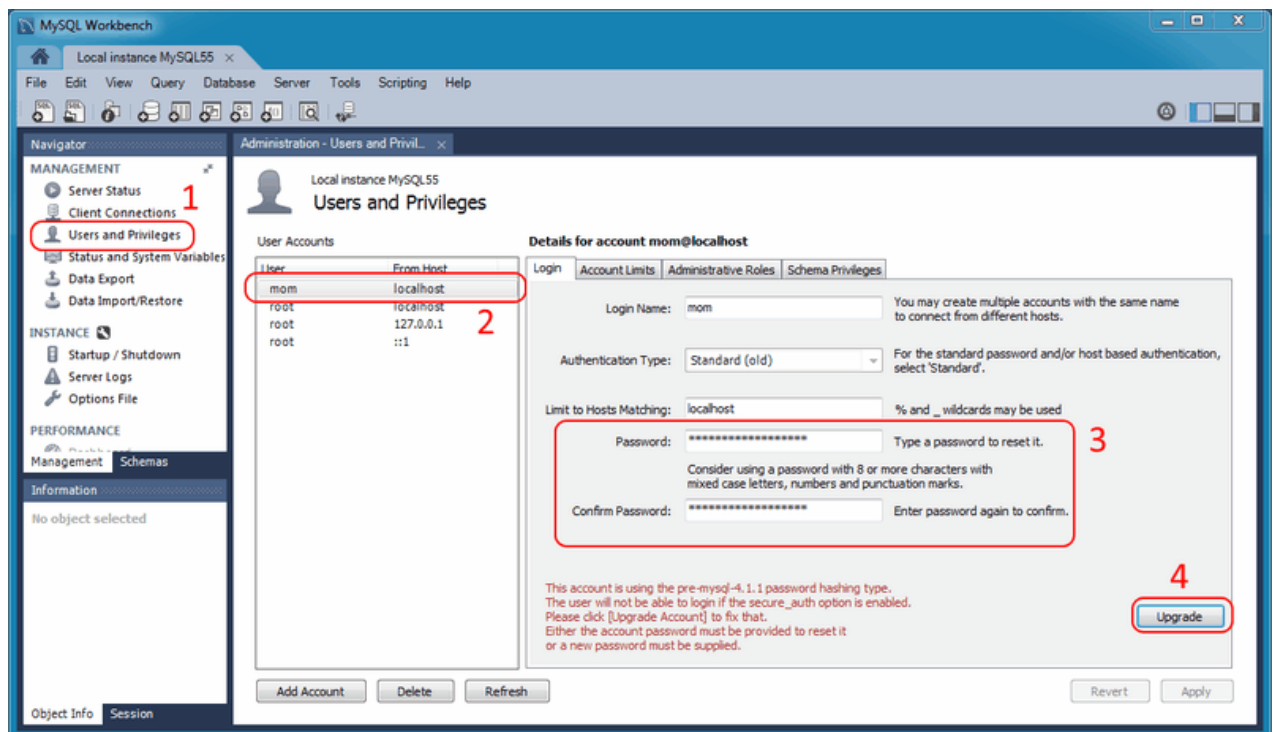 MySQL Workbench
Local instance MySQL55
File Edit View Query Database Server Tools Scripting Help
Navigator
MANAGEMENT
Server Status
1
Client Connections
Users and Privileges
Status and System Variables
Data Export
Data Import/Restore
INSTANCE
Startup / Shutdown
Server Logs
Options File
PERFORMANCE
Management Schemas
Information
No object selected
Object Info Session
Administration - Users and Privil...
Local instance MySQL55
Users and Privileges
User Accounts
User From Host
mom localhost
root localhost
root 127.0.0.1
root ::1
2
Add Account Delete Refresh
Details for account mom@localhost
Login Account Limits Administrative Roles Schema Privileges
Login Name: mom
You may create multiple accounts with the same name
to connect from different hosts.
Authentication Type: Standard (old)
For the standard password and/or host based authentication,
select 'Standard'.
Limit to Hosts Matching: localhost % and _ wildcards may be used
Password: ****************** Type a password to reset it.
3
Consider using a password with 8 or more characters with
mixed case letters, numbers and punctuation marks.
Confirm Password: ****************** Enter password again to confirm.
This account is using the pre-mysql-4.1.1 password hashing type.
The user will not be able to login if the secure_auth option is enabled.
Please click [Upgrade Account] to fix that.
Either the account password must be provided to reset it
or a new password must be supplied.
4
Upgrade
Revert Apply